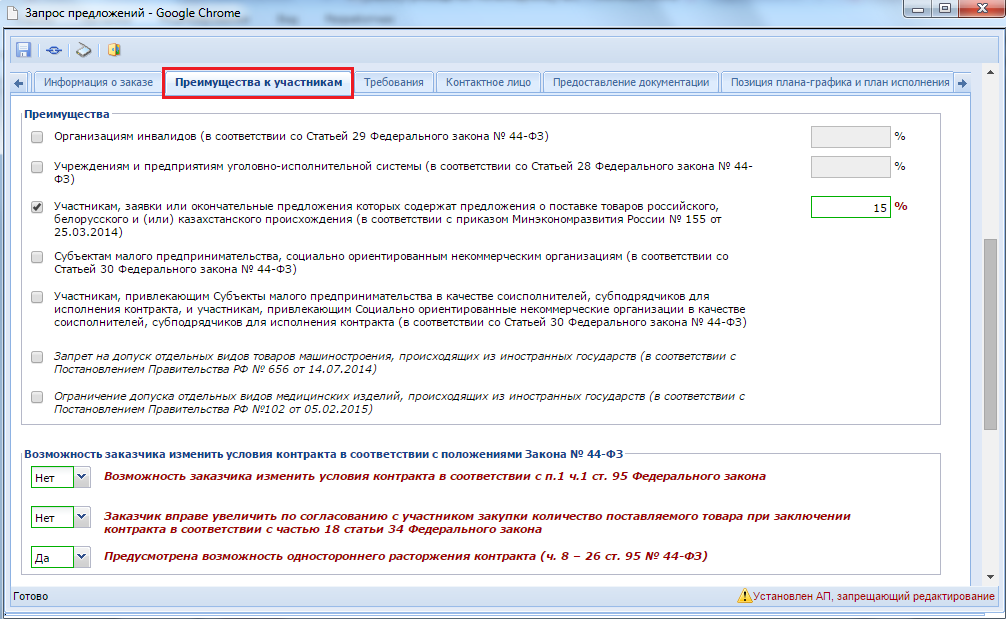 Запрос предложений - Google Chrome
Информация о заказе
Преимущества к участникам
Требования
Контактное лицо
Предоставление документации
Позиция плана-графика и план исполнения
Преимущества
Организациям инвалидов (в соответствии со Статьей 29 Федерального закона № 44-ФЗ)
%
Учреждениям и предприятиям уголовно-исполнительной системы (в соответствии со Статьей 28 Федерального закона № 44-
ФЗ)
%
Участникам, заявки или окончательные предложения которых содержат предложения о поставке товаров российского,
белорусского и (или) казахстанского происхождения (в соответствии с приказом Минэкономразвития России № 155 от
25.03.2014)
15 %
Субъектам малого предпринимательства, социально ориентированным некоммерческим организациям (в соответствии со
Статьей 30 Федерального закона № 44-ФЗ)
Участникам, привлекающим Субъекты малого предпринимательства в качестве соисполнителей, субподрядчиков для
исполнения контракта, и участникам, привлекающим Социально ориентированные некоммерческие организации в качестве
соисполнителей, субподрядчиков для исполнения контракта (в соответствии со Статьей 30 Федерального закона № 44-ФЗ)
Запрет на допуск отдельных видов товаров машиностроения, происходящих из иностранных государств (в соответствии с
Постановлением Правительства РФ № 656 от 14.07.2014)
Ограничение допуска отдельных видов медицинских изделий, происходящих из иностранных государств (в соответствии с
Постановлением Правительства РФ №102 от 05.02.2015)
Возможность заказчика изменить условия контракта в соответствии с положениями Закона № 44-ФЗ
Нет
Возможность заказчика изменить условия контракта в соответствии с п.1 ч.1 ст. 95 Федерального закона
Нет
Заказчик вправе увеличить по согласованию с участником закупки количество поставляемого товара при заключении
контракта в соответствии с частью 18 статьи 34 Федерального закона
Да
Предусмотрена возможность одностороннего расторжения контракта (ч. 8 – 26 ст. 95 № 44-ФЗ)
Готово
Установлен АП, запрещающий редактирование